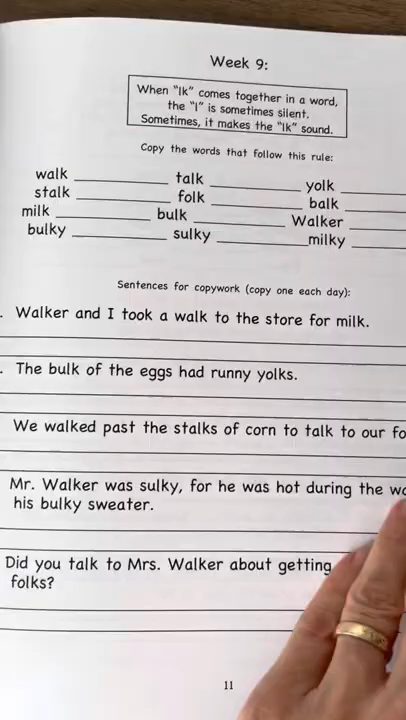 Week 9:
When "lk" comes together in a word,
the "l" is sometimes silent.
Sometimes, it makes the "lk" sound.
Copy the words that follow this rule:
walk talk yolk
stalk folk balk
milk bulk Walker
bulky sulky milky
Sentences for copywork (copy one each day):
. Walker and I took a walk to the store for milk.
. The bulk of the eggs had runny yolks.
We walked past the stalks of corn to talk to our fo
Mr. Walker was sulky, for he was hot during the
his bulky sweater.
Did you talk to Mrs. Walker about getting
folks?
11